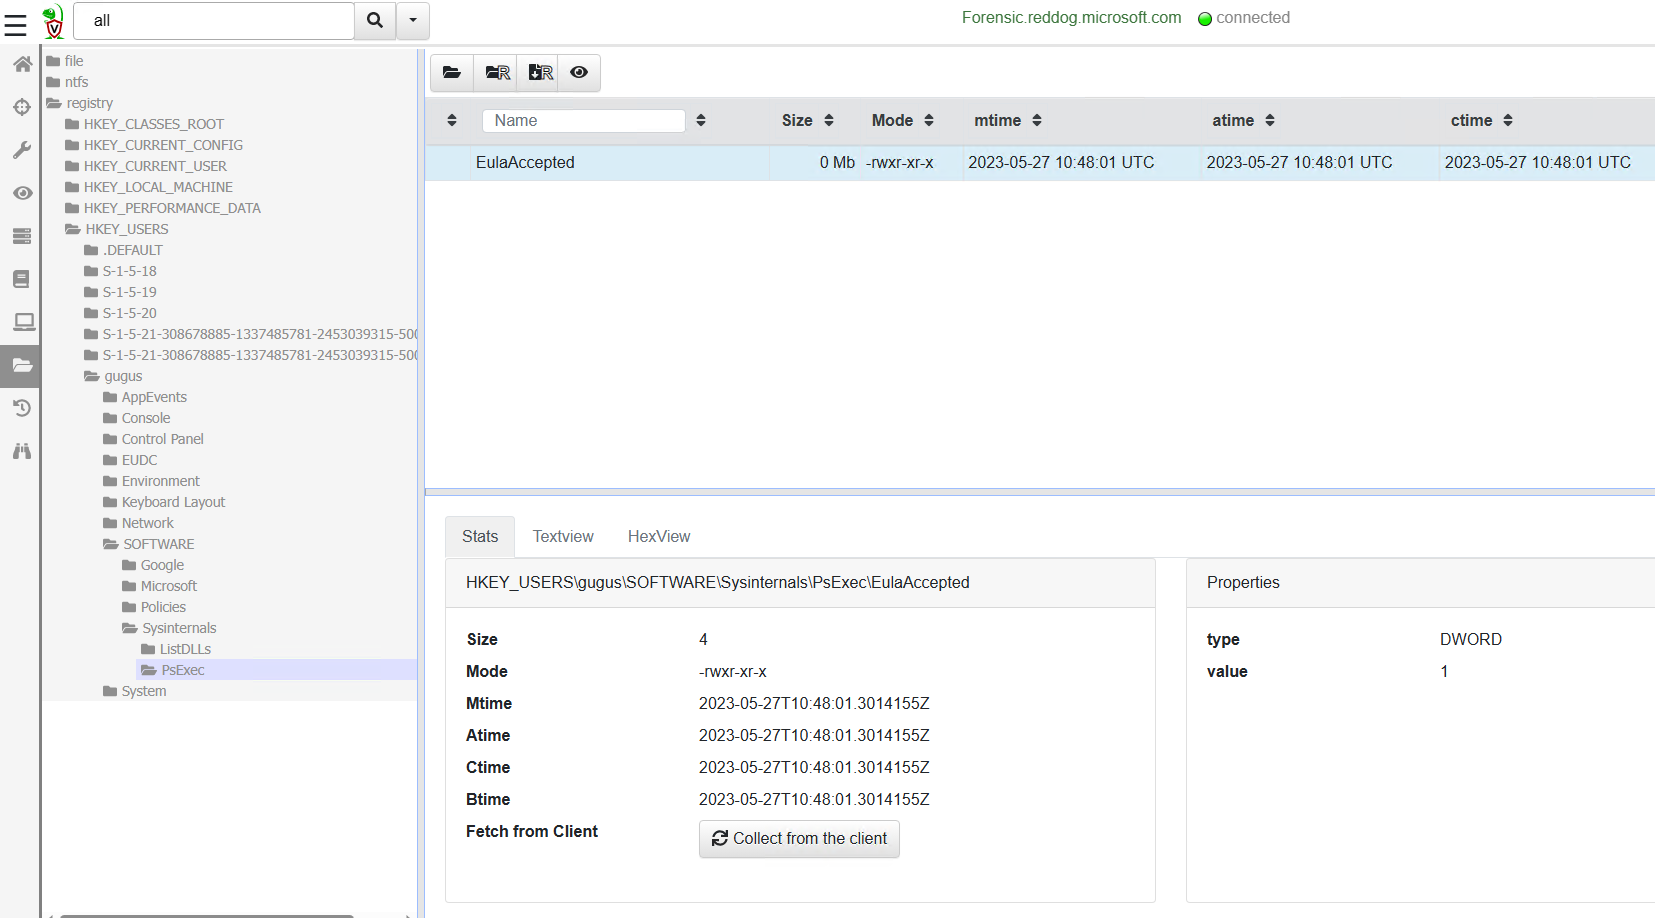 all
Forensic.reddog.microsoft.com connected
file
ntfs
registry
HKEY_CLASSES_ROOT
HKEY_CURRENT_CONFIG
HKEY_CURRENT_USER
HKEY_LOCAL_MACHINE
HKEY_PERFORMANCE_DATA
HKEY_USERS
.DEFAULT
S-1-5-18
S-1-5-19
S-1-5-20
S-1-5-21-308678885-1337485781-2453039315-500
S-1-5-21-308678885-1337485781-2453039315-500
gugus
AppEvents
Console
Control Panel
EUDC
Environment
Keyboard Layout
Network
SOFTWARE
Google
Microsoft
Policies
Sysinternals
ListDLLs
PsExec
System
R R
Name Size Mode mtime atime ctime
EulaAccepted 0 Mb -rwxr-xr-x 2023-05-27 10:48:01 UTC 2023-05-27 10:48:01 UTC 2023-05-27 10:48:01 UTC
Stats Textview HexView
HKEY_USERS\gugus\SOFTWARE\Sysinternals\PsExec\EulaAccepted
Size 4
Mode -rwxr-xr-x
Mtime 2023-05-27T10:48:01.3014155Z
Atime 2023-05-27T10:48:01.3014155Z
Ctime 2023-05-27T10:48:01.3014155Z
Btime 2023-05-27T10:48:01.3014155Z
Fetch from Client Collect from the client
Properties
type DWORD
value 1